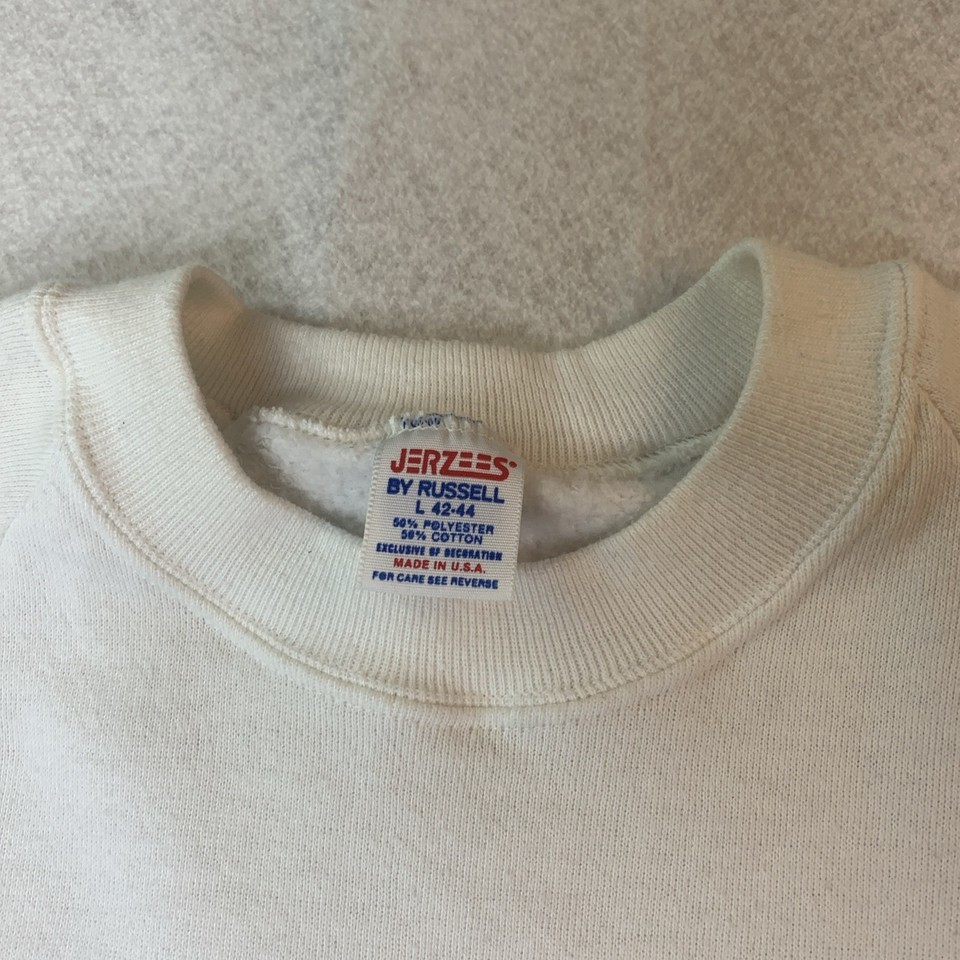 JERZEES
BY RUSSELL
L 42-44
50% POLYESTER
50% COTTON
EXCLUSIVE OF DECORATION
MADE IN U.S.A.
FOR CARE SEE REVERSE